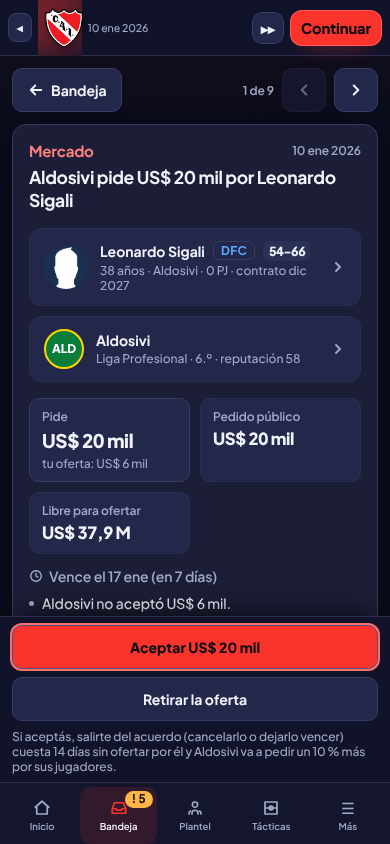 C.A.I.
10 ene 2026
Continuar
Bandeja
1 de 9
Mercado
10 ene 2026
Aldosivi pide US$ 20 mil por Leonardo
Sigali
Leonardo Sigali DFC 54–66
38 años · Aldosivi · 0 PJ · contrato dic
2027
ALD
Aldosivi
Liga Profesional · 6.º · reputación 58
Pide
US$ 20 mil
tu oferta: US$ 6 mil
Pedido público
US$ 20 mil
Libre para ofertar
US$ 37,9 M
Vence el 17 ene (en 7 días)
• Aldosivi no aceptó US$ 6 mil.
Aceptar US$ 20 mil
Retirar la oferta
Si aceptás, salirte del acuerdo (cancelarlo o dejarlo vencer)
cuesta 14 días sin ofertar por él y Aldosivi va a pedir un 10 % más
por sus jugadores.
! 5
Inicio
Bandeja
Plantel
Tácticas
Más